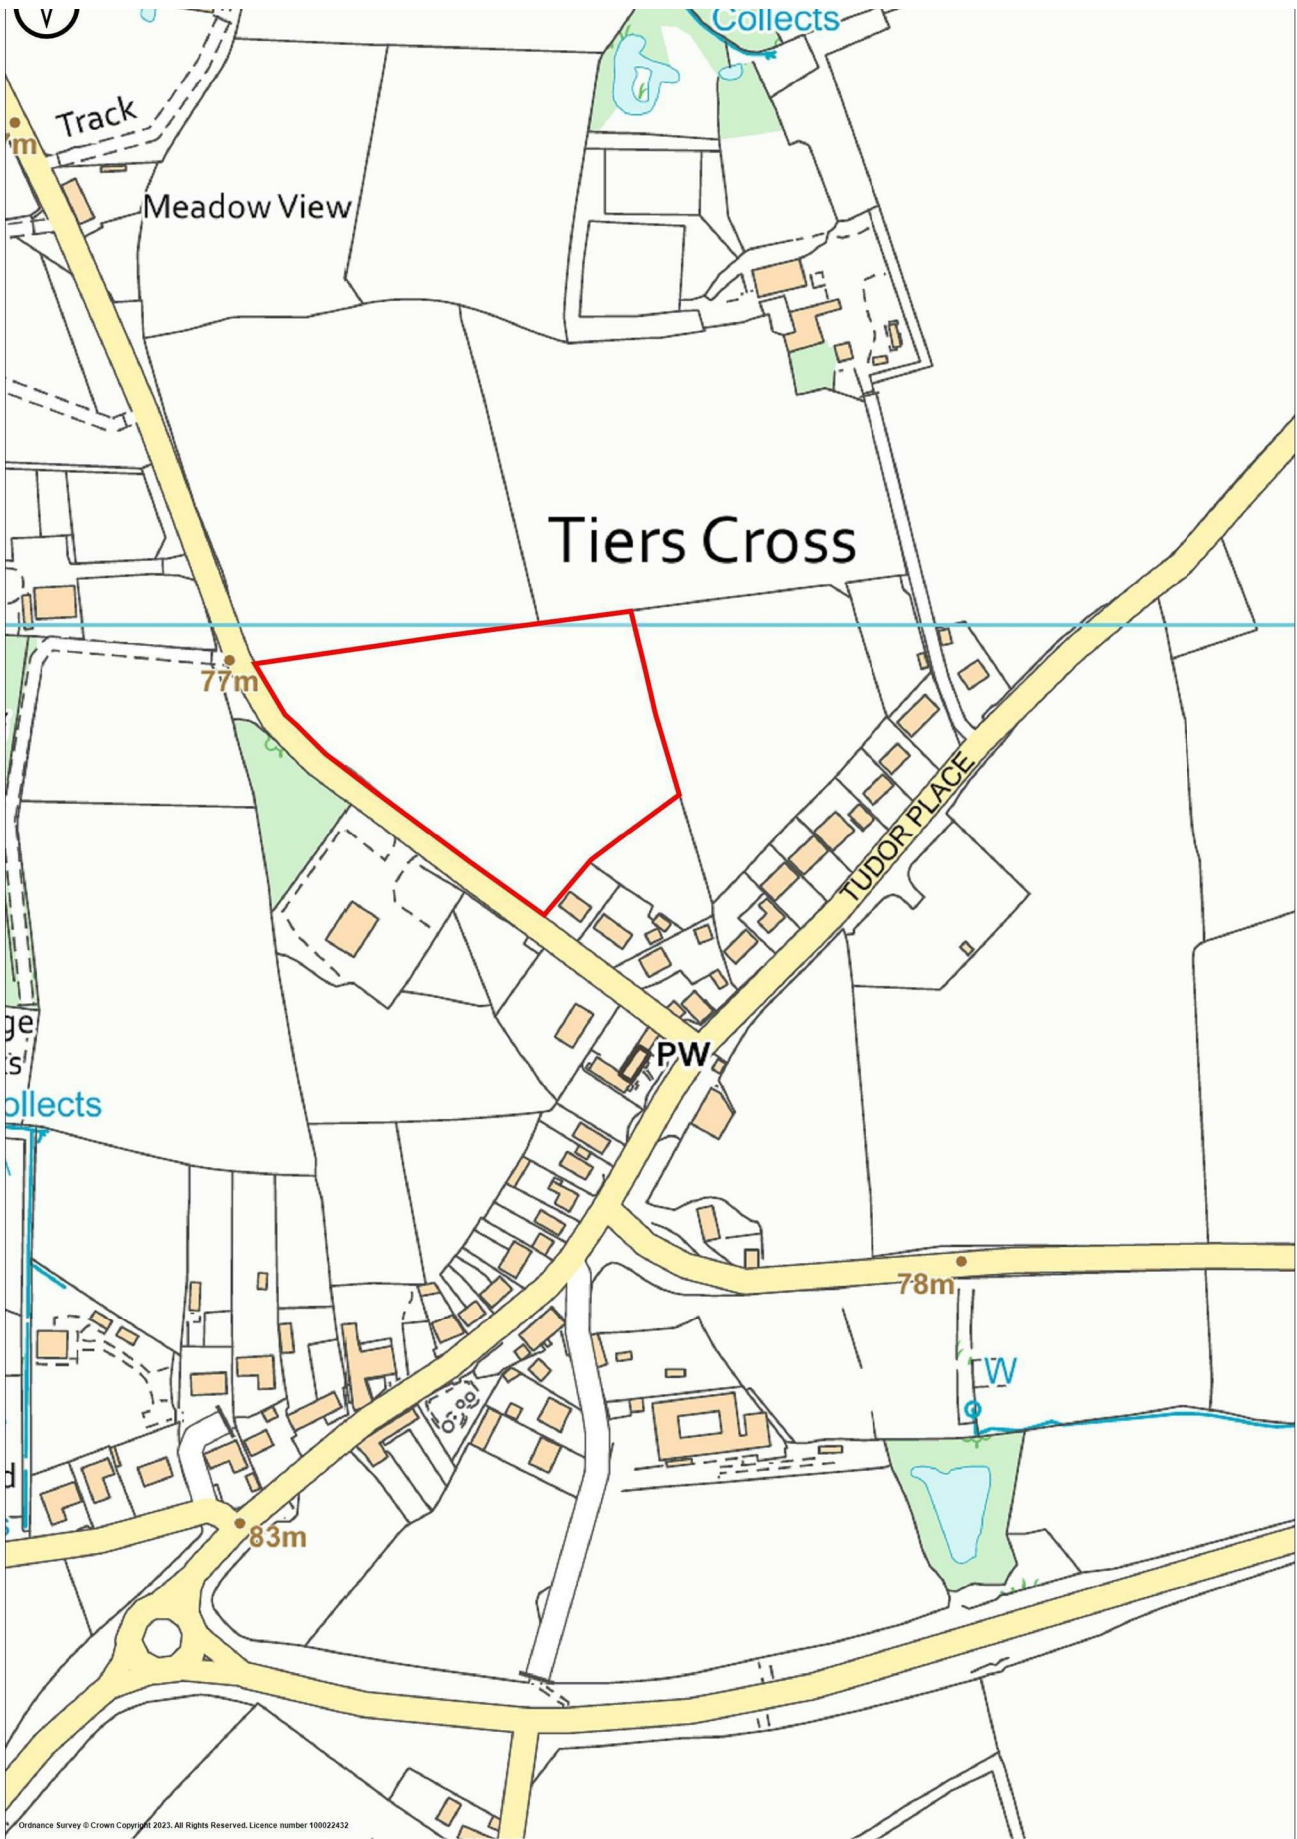 Collects
Track
Meadow View
Tiers Cross
77m
TUDOR PLACE
PW
ollects
78m
W
83m
Ordnance Survey © Crown Copyright 2023. All Rights Reserved. Licence number 100022432